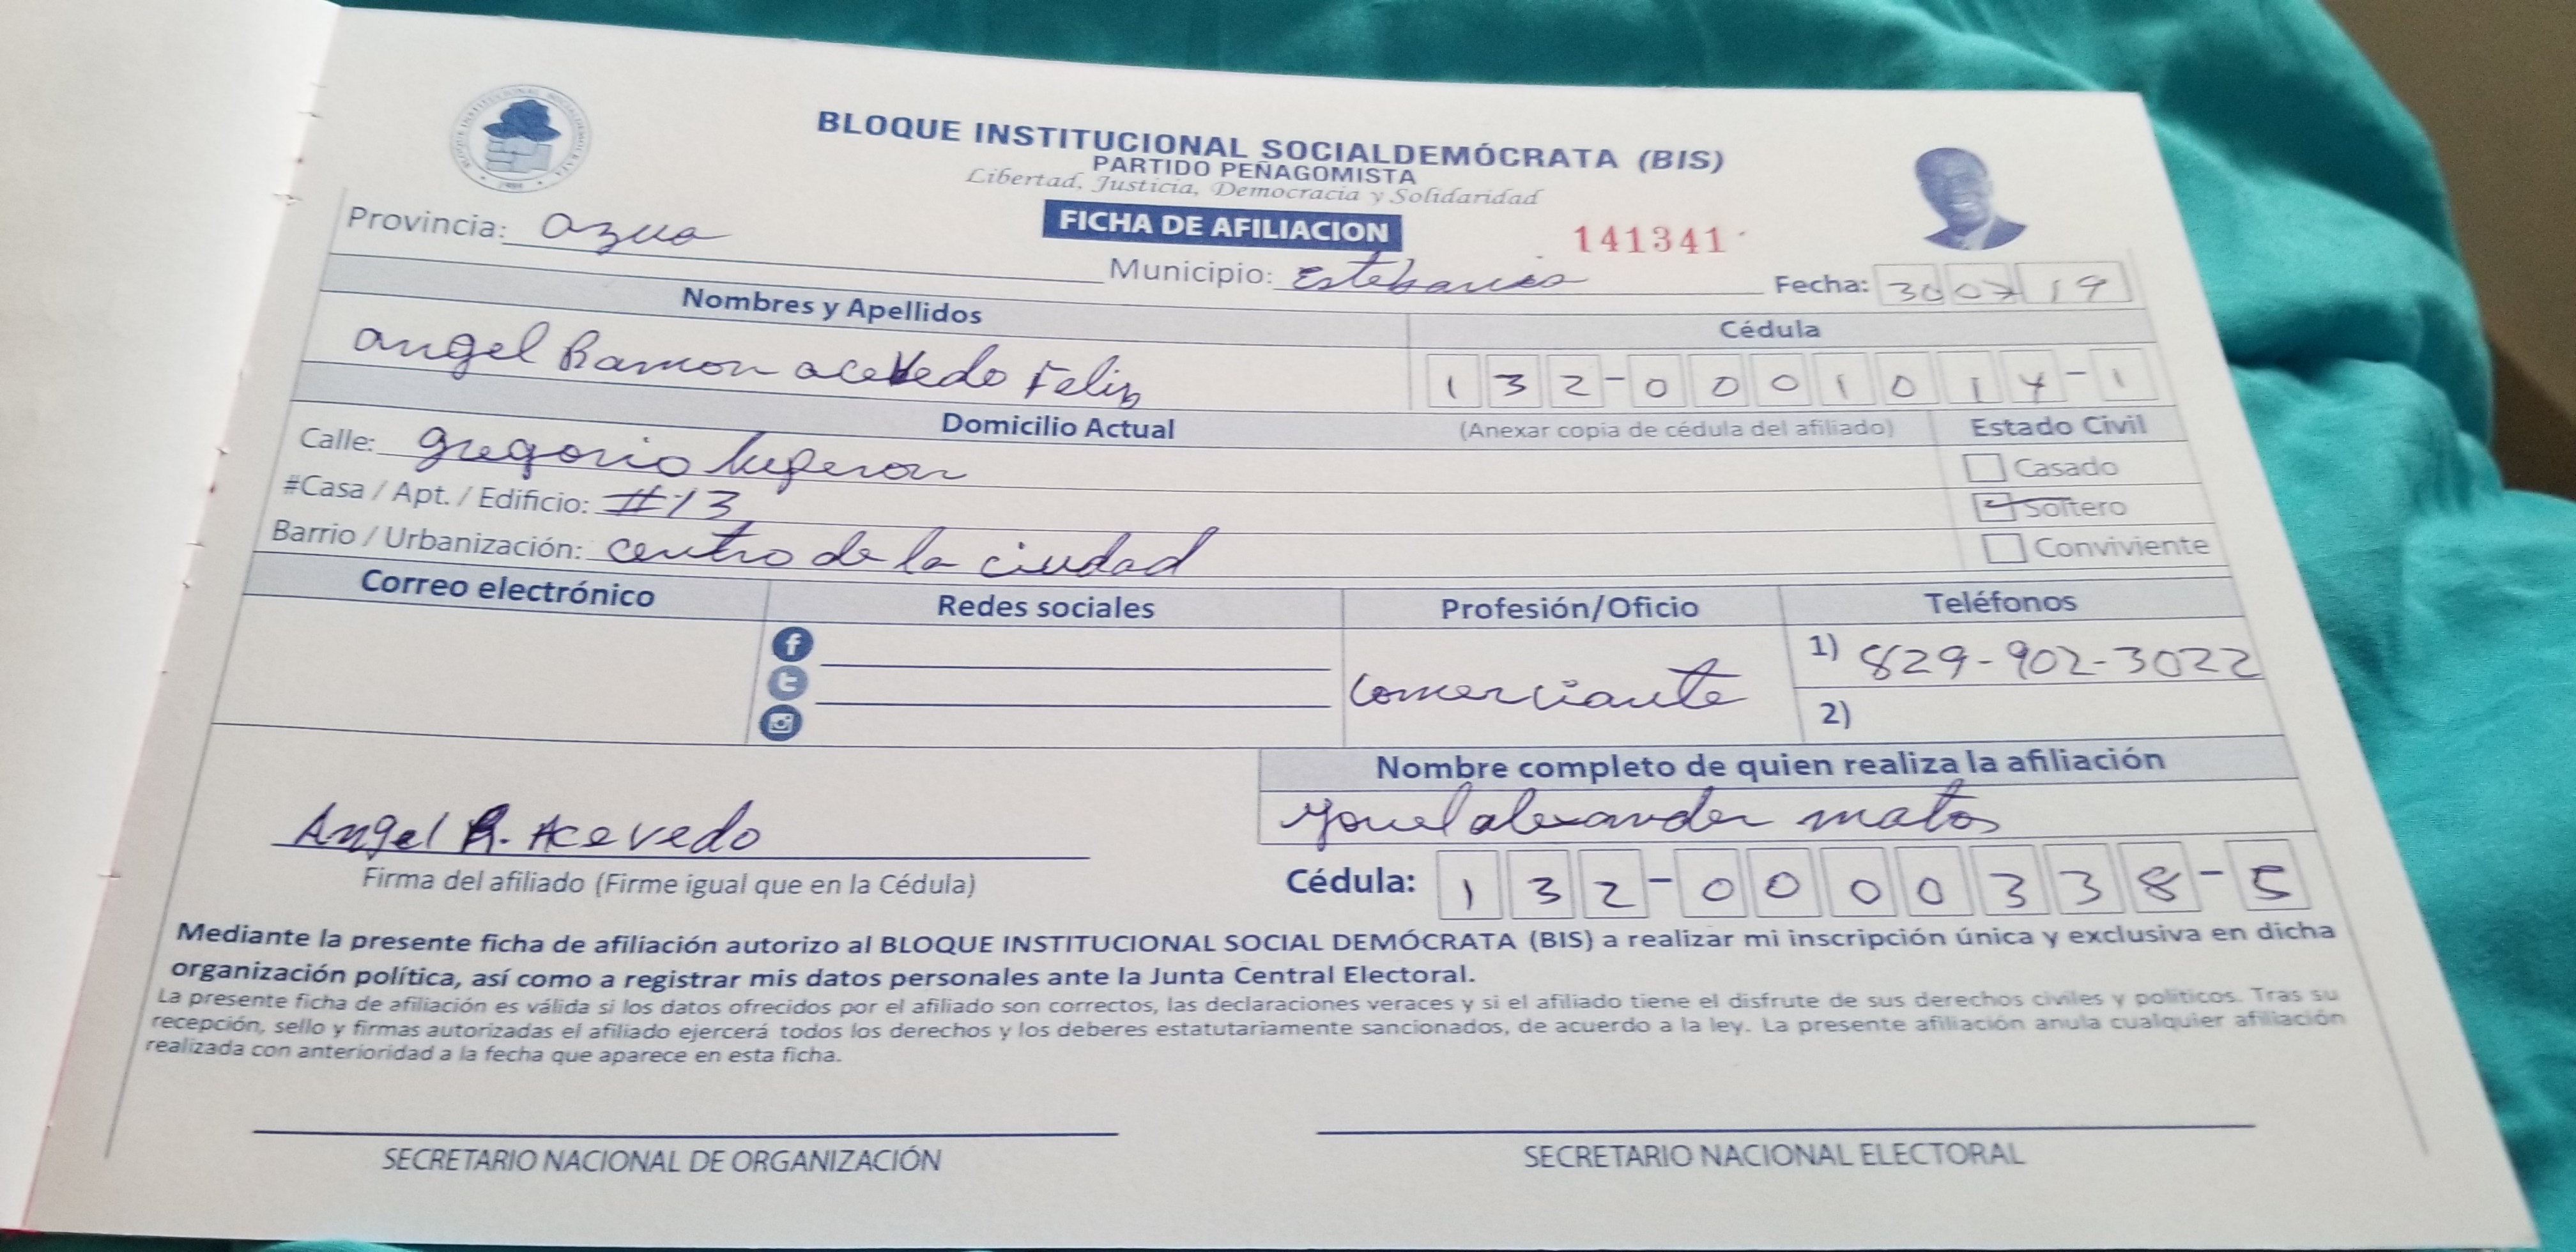 BLOQUE INSTITUCIONAL SOCIALDEMÓCRATA (BIS)
PARTIDO PEÑAGOMISTA
Libertad, Justicia, Democracia y Solidaridad
FICHA DE AFILIACION
141341
Provincia: Azua
Municipio: Estebania
Fecha: 30 07 19
Nombres y Apellidos
Cédula
Angel Ramon acevedo Feliz
132-0001014-1
Domicilio Actual
(Anexar copia de cédula del afiliado)
Estado Civil
Calle: gregorio luperon
Casado
#Casa / Apt. / Edificio: #13
Soltero
Barrio / Urbanización: centro de la ciudad
Conviviente
Correo electrónico
Redes sociales
Profesión/Oficio
Teléfonos
1) 829-902-3022
comerciante
2)
Nombre completo de quien realiza la afiliación
alexander matos
Angel R. Acevedo
Firma del afiliado (Firme igual que en la Cédula)
Cédula: 132-0000338-5
Mediante la presente ficha de afiliación autorizo al BLOQUE INSTITUCIONAL SOCIAL DEMÓCRATA (BIS) a realizar mi inscripción única y exclusiva en dicha
organización política, así como a registrar mis datos personales ante la Junta Central Electoral.
La presente ficha de afiliación es válida si los datos ofrecidos por el afiliado son correctos, las declaraciones veraces y si el afiliado tiene el disfrute de sus derechos civiles y políticos. Tras su
recepción, sello y firmas autorizadas el afiliado ejercerá todos los derechos y los deberes estatutariamente sancionados, de acuerdo a la ley. La presente afiliación anula cualquier afiliación
realizada con anterioridad a la fecha que aparece en esta ficha.
SECRETARIO NACIONAL DE ORGANIZACIÓN
SECRETARIO NACIONAL ELECTORAL